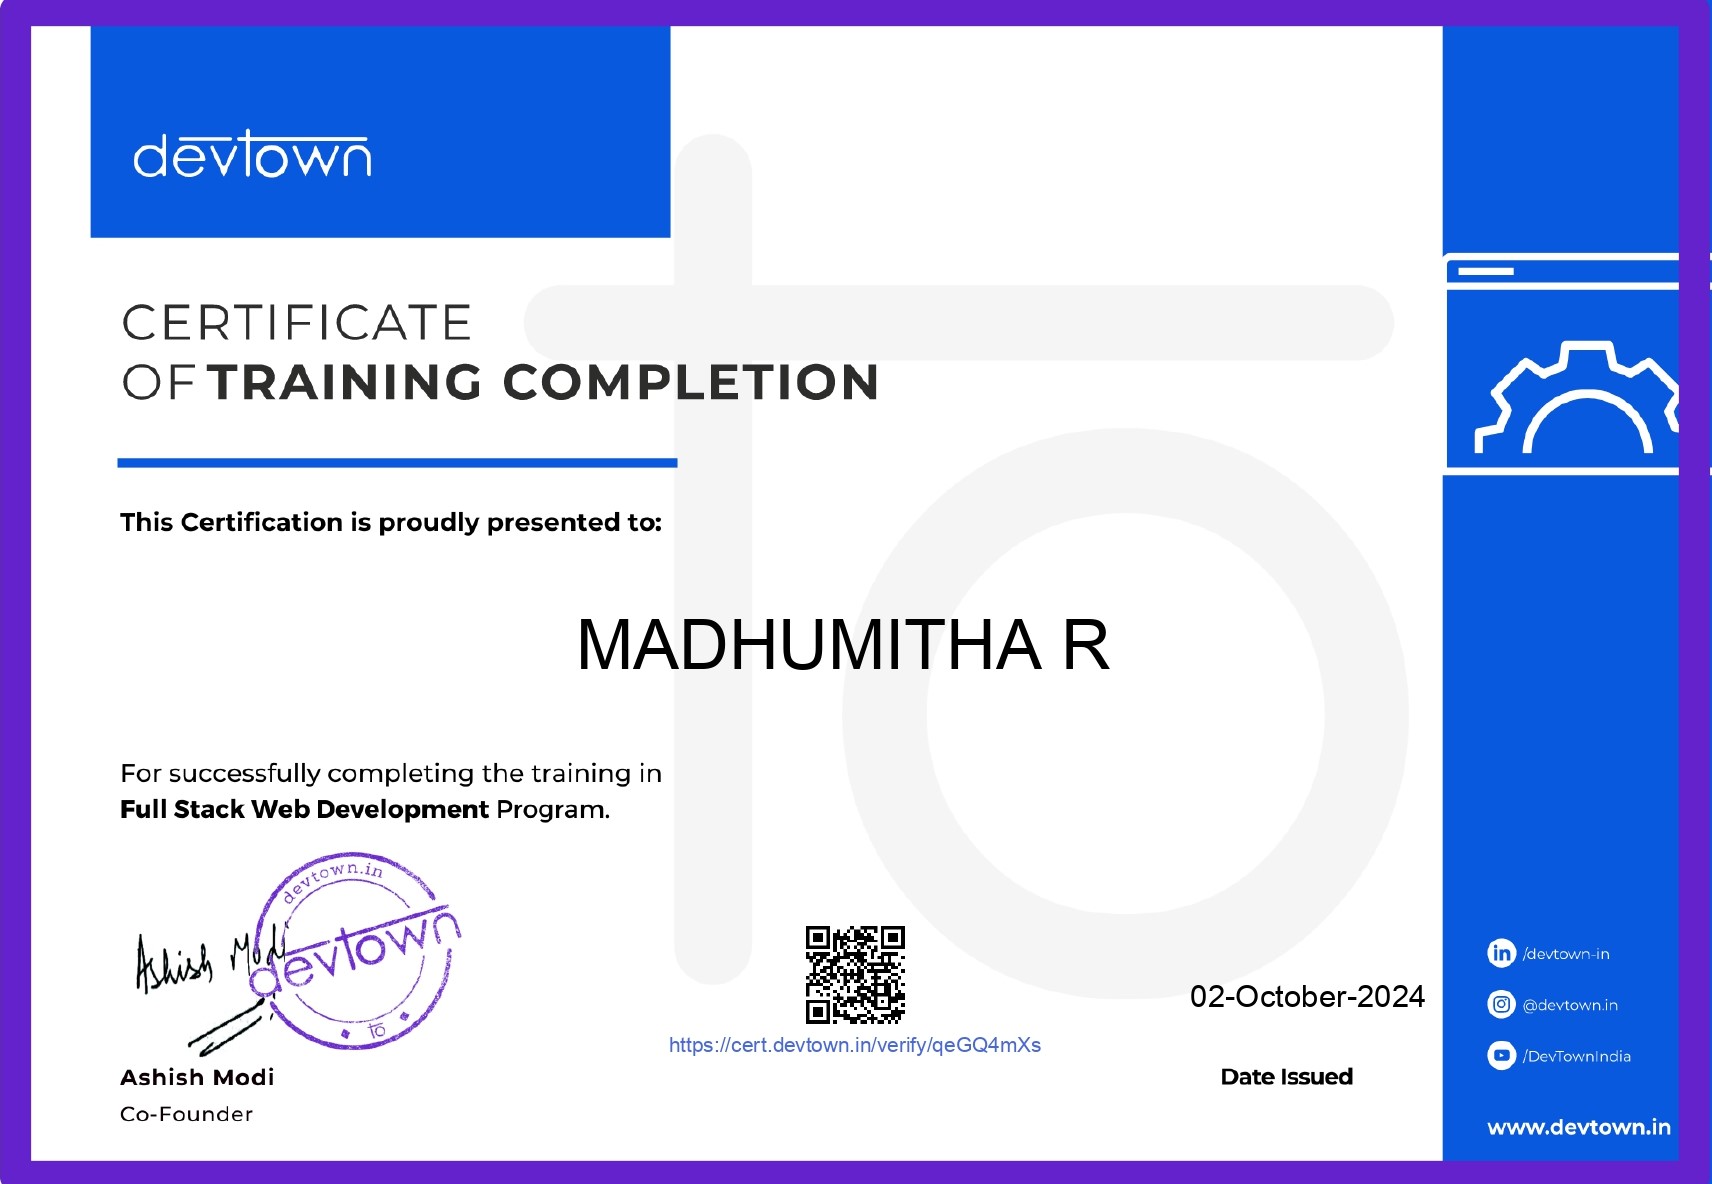 devtown
CERTIFICATE
OF TRAINING COMPLETION
This Certification is proudly presented to:
MADHUMITHA R
For successfully completing the training in
Full Stack Web Development Program.
Ashish Modi
devtown.in
devtown
to
https://cert.devtown.in/verify/qeGQ4mXs
02-October-2024
Ashish Modi
Co-Founder
Date Issued
in /devtown-in
@devtown.in
/DevTownIndia
www.devtown.in